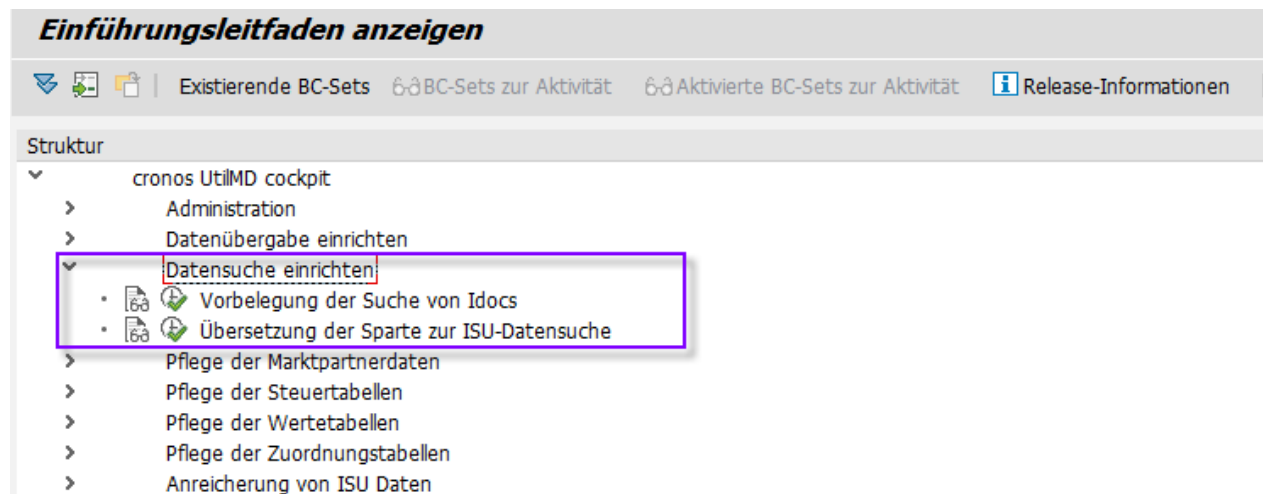 Einführungsleitfaden anzeigen
Existierende BC-Sets BC-Sets zur Aktivität Aktivierte BC-Sets zur Aktivität Release-Informationen
Struktur
cronos UtilMD cockpit
Administration
Datenübergabe einrichten
Datensuche einrichten
Vorbelegung der Suche von Idocs
Übersetzung der Sparte zur ISU-Datensuche
Pflege der Marktpartnerdaten
Pflege der Steuertabellen
Pflege der Wertetabellen
Pflege der Zuordnungstabellen
Anreicherung von ISU Daten